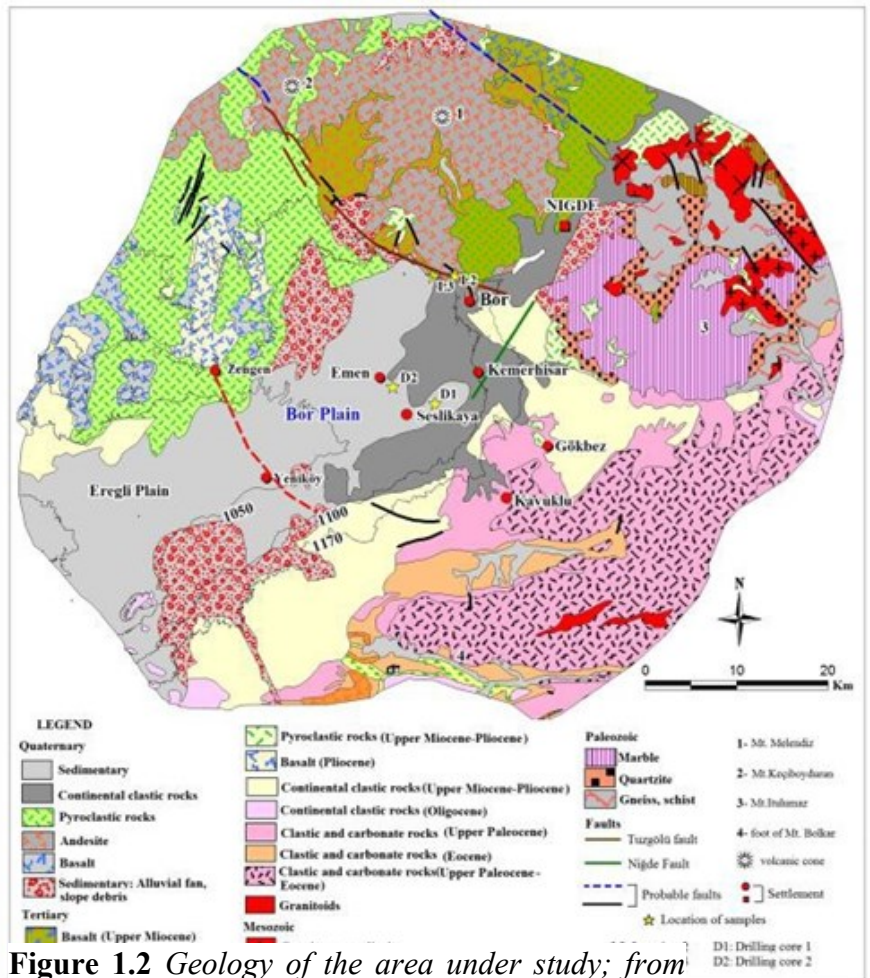 2
1
NIGDE
Bor
3
Zengen
Emen
D2
Kemerhisar
D1
Bor Plain
Seslikaya
Gökbez
Eregli Plain
Yeniköy
Kavuklu
1050
1100
1170
N
4
0 10 20
Km
LEGEND
Quaternary
Sedimentary
Continental clastic rocks
Pyroclastic rocks
Andesite
Basalt
Sedimentary: Alluvial fan,
slope debris
Tertiary
Basalt (Upper Miocene)
Pyroclastic rocks (Upper Miocene-Pliocene)
Basalt (Pliocene)
Continental clastic rocks (Upper Miocene-Pliocene)
Continental clastic rocks (Oligocene)
Clastic and carbonate rocks (Upper Paleocene)
Clastic and carbonate rocks (Eocene)
Clastic and carbonate rocks(Upper Paleocene-
Eocene)
Granitoids
Mesozoic
Paleozoic
Marble
Quartzite
Gneiss, schist
Faults
Tuzgölü fault
Niğde Fault
Probable faults
Settlement
Location of samples
1- Mt. Melendiz
2- Mt.Keçiboyduran
3- Mt.Itulumaz
4- foot of Mt. Bolkar
volcanic cone
D1: Drilling core 1
D2: Drilling core 2
Figure 1.2 Geology of the area under study; from